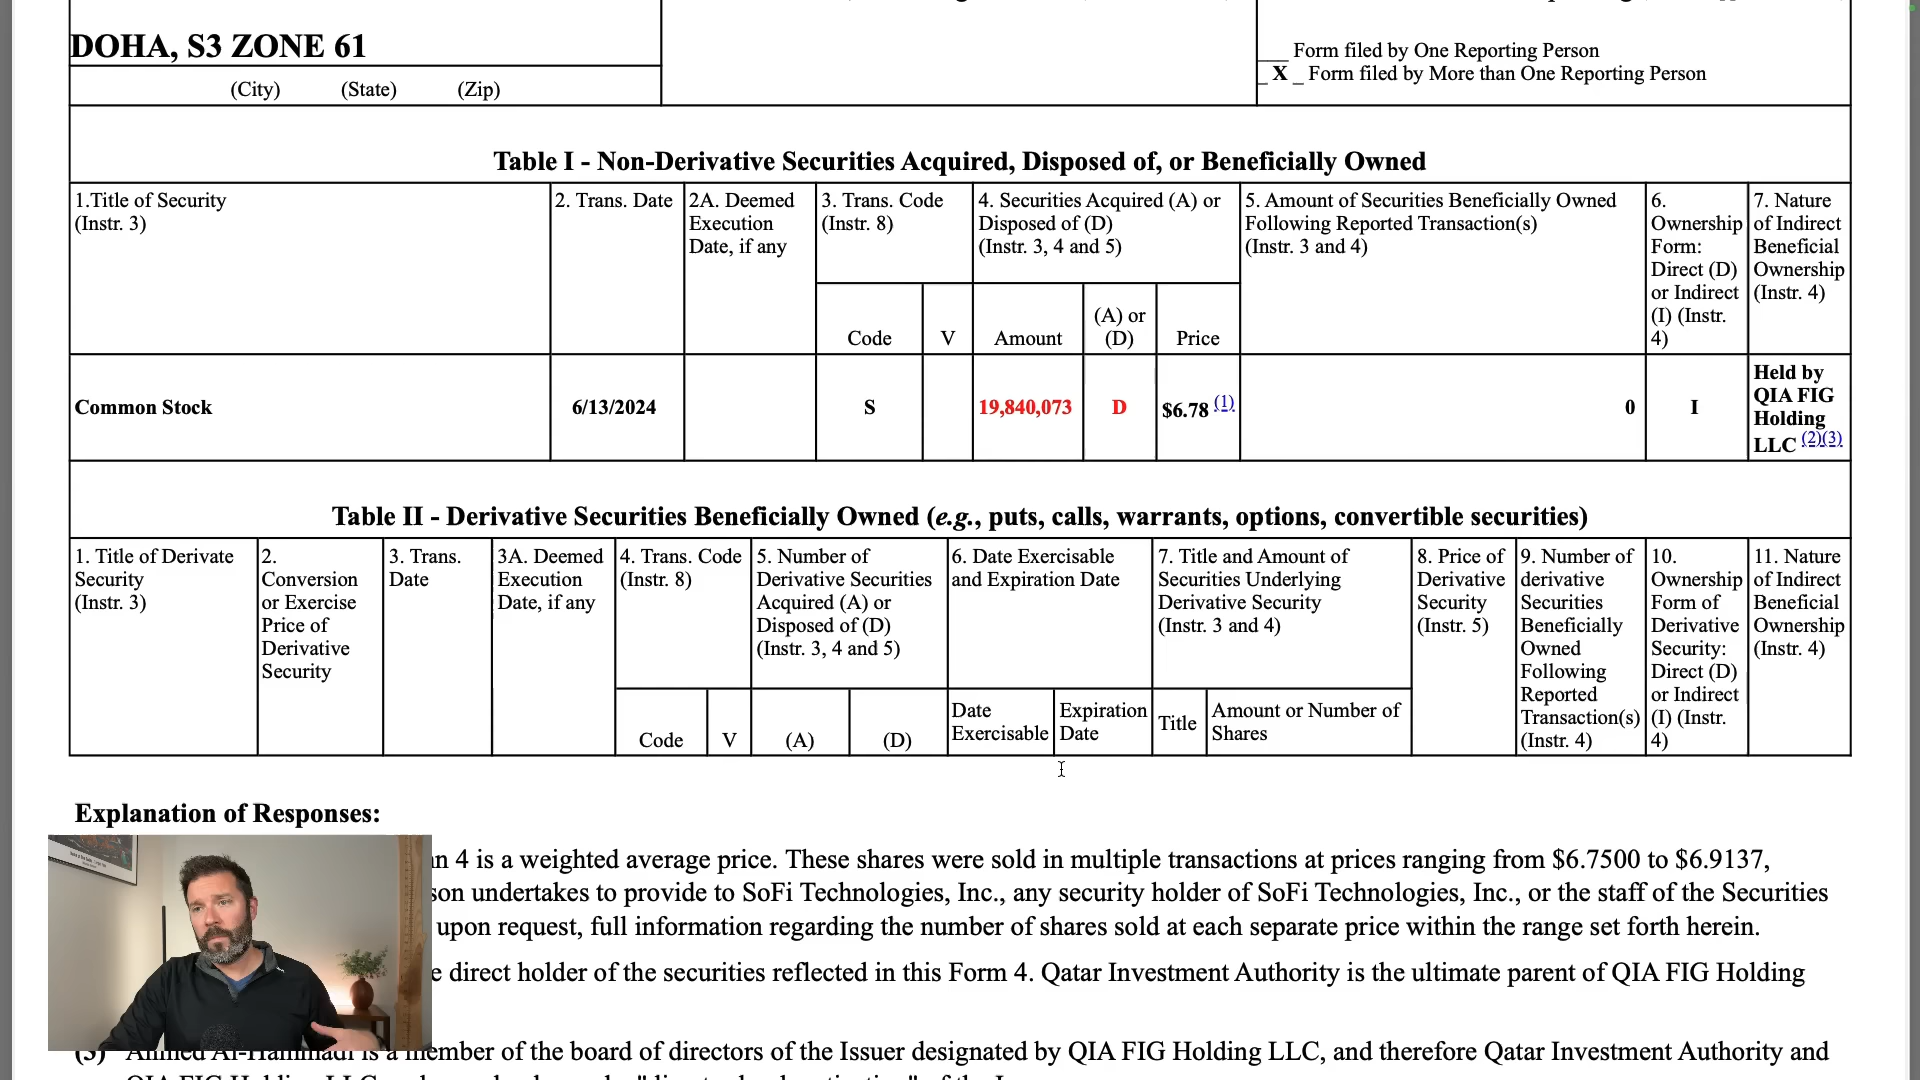 DOHA, S3 ZONE 61
(City) (State) (Zip)
___ Form filed by One Reporting Person
_ X _ Form filed by More than One Reporting Person
Table I - Non-Derivative Securities Acquired, Disposed of, or Beneficially Owned
1.Title of Security
(Instr. 3)
2. Trans. Date
2A. Deemed
Execution
Date, if any
3. Trans. Code
(Instr. 8)
4. Securities Acquired (A) or
Disposed of (D)
(Instr. 3, 4 and 5)
5. Amount of Securities Beneficially Owned
Following Reported Transaction(s)
(Instr. 3 and 4)
6.
Ownership
Form:
Direct (D)
or Indirect
(I) (Instr.
4)
7. Nature
of Indirect
Beneficial
Ownership
(Instr. 4)
Code
V
Amount
(A) or
(D)
Price
Common Stock
6/13/2024
S
19,840,073
D
$6.78 (1)
0
I
Held by
QIA FIG
Holding
LLC (2)(3)
Table II - Derivative Securities Beneficially Owned (e.g., puts, calls, warrants, options, convertible securities)
1. Title of Derivate
Security
(Instr. 3)
2.
Conversion
or Exercise
Price of
Derivative
Security
3. Trans.
Date
3A. Deemed
Execution
Date, if any
4. Trans. Code
(Instr. 8)
5. Number of
Derivative Securities
Acquired (A) or
Disposed of (D)
(Instr. 3, 4 and 5)
6. Date Exercisable
and Expiration Date
7. Title and Amount of
Securities Underlying
Derivative Security
(Instr. 3 and 4)
8. Price of
Derivative
Security
(Instr. 5)
9. Number of
derivative
Securities
Beneficially
Owned
Following
Reported
Transaction(s)
(Instr. 4)
10.
Ownership
Form of
Derivative
Security:
Direct (D)
or Indirect
(I) (Instr.
4)
11. Nature
of Indirect
Beneficial
Ownership
(Instr. 4)
Code
V
(A)
(D)
Date
Exercisable
Expiration
Date
Title
Amount or Number of
Shares
Explanation of Responses:
4 is a weighted average price. These shares were sold in multiple transactions at prices ranging from $6.7500 to $6.9137,
son undertakes to provide to SoFi Technologies, Inc., any security holder of SoFi Technologies, Inc., or the staff of the Securities
upon request, full information regarding the number of shares sold at each separate price within the range set forth herein.
e direct holder of the securities reflected in this Form 4. Qatar Investment Authority is the ultimate parent of QIA FIG Holding
(3) Ahmed Al-Hammadi is a member of the board of directors of the Issuer designated by QIA FIG Holding LLC, and therefore Qatar Investment Authority and